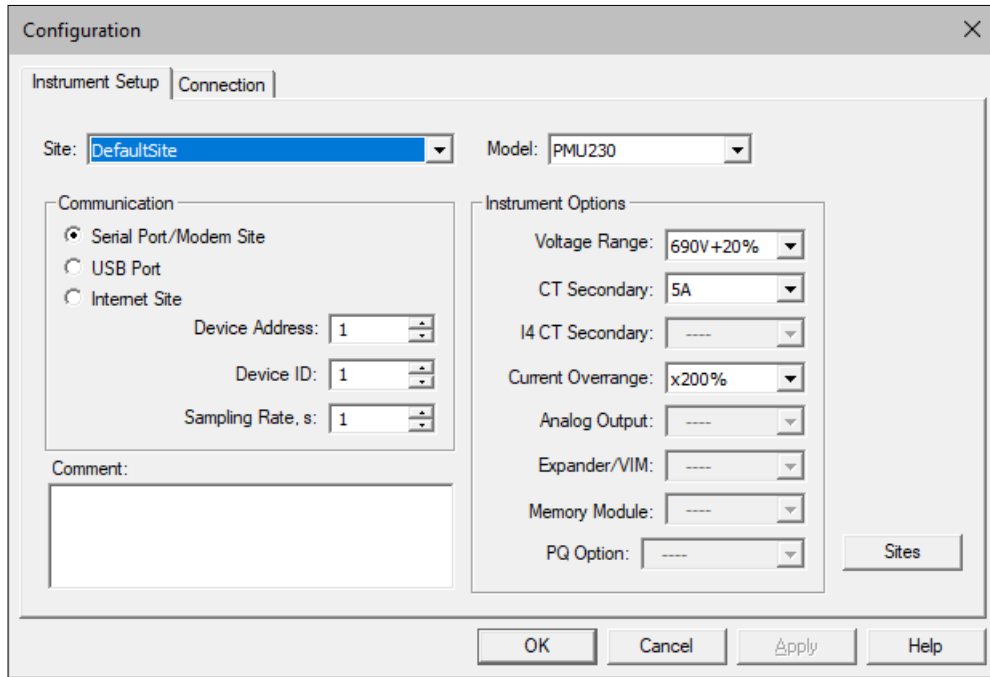 Configuration
Instrument Setup
Connection
Site: DefaultSite
Model: PMU230
Communication
Serial Port/Modem Site
USB Port
Internet Site
Device Address: 1
Device ID: 1
Sampling Rate, s: 1
Comment:
Instrument Options
Voltage Range: 690V+20%
CT Secondary: 5A
I4 CT Secondary: ----
Current Overrange: x200%
Analog Output: ----
Expander/VIM: ----
Memory Module: ----
PQ Option: ----
Sites
OK
Cancel
Apply
Help